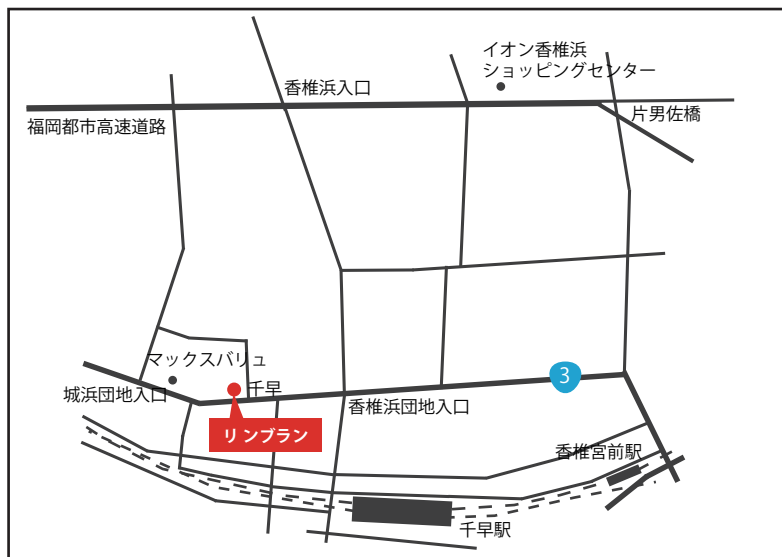 イオン香椎浜
ショッピングセンター
香椎浜入口
片男佐橋
福岡都市高速道路
マックスバリュ
3
千早
城浜団地入口
香椎浜団地入口
リンブラン
香椎宮前駅
千早駅